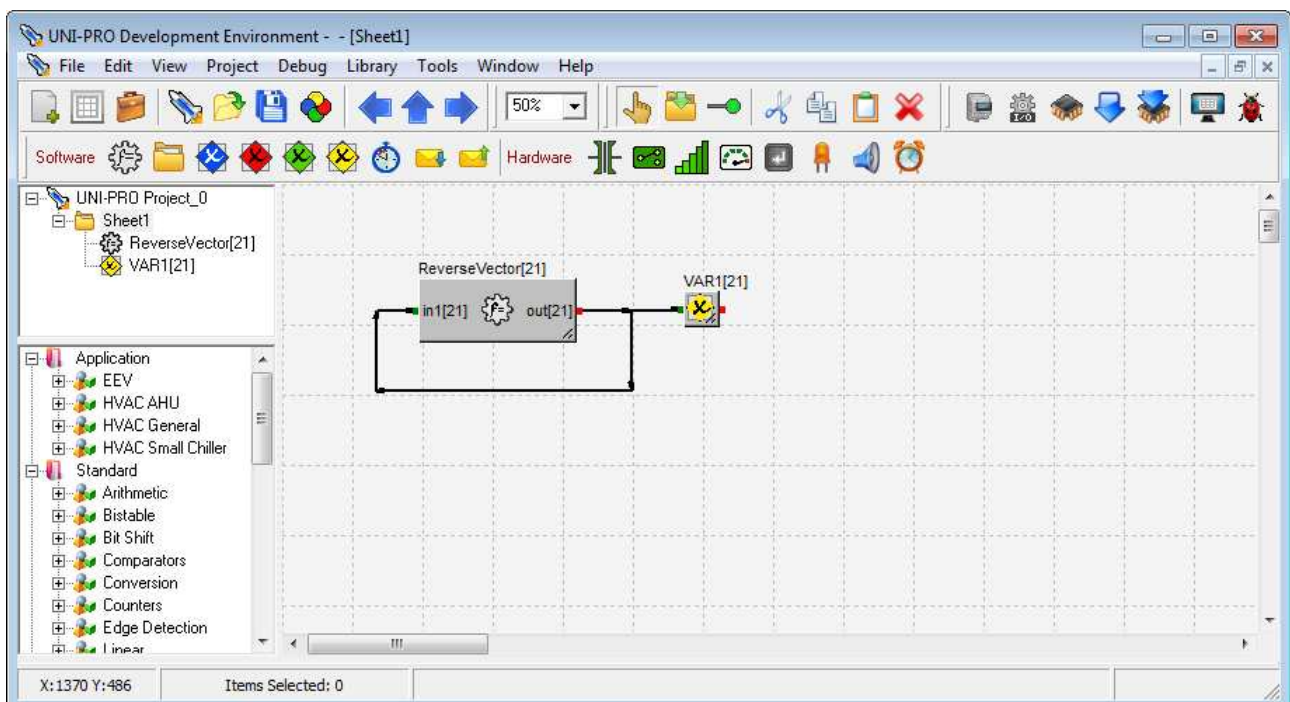 UNI-PRO Development Environment - - [Sheet1]
File Edit View Project Debug Library Tools Window Help
50%
I/O
Software Hardware
UNI-PRO Project_0
Sheet1
ReverseVector[21]
VAR1[21]
ReverseVector[21]
VAR1[21]
in1[21] f= out[21]
Application
EEV
HVAC AHU
HVAC General
HVAC Small Chiller
Standard
Arithmetic
Bistable
Bit Shift
Comparators
Conversion
Counters
Edge Detection
Linear
X:1370 Y:486 Items Selected: 0